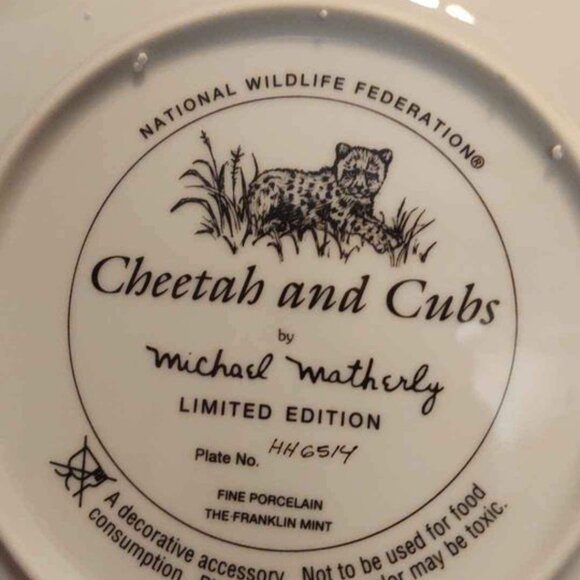 NATIONAL WILDLIFE FEDERATION®
Cheetah and Cubs
by
Michael Matherly
LIMITED EDITION
Plate No. HH6514
FINE PORCELAIN
THE FRANKLIN MINT
A decorative accessory. Not to be used for food
consumption. may be toxic.